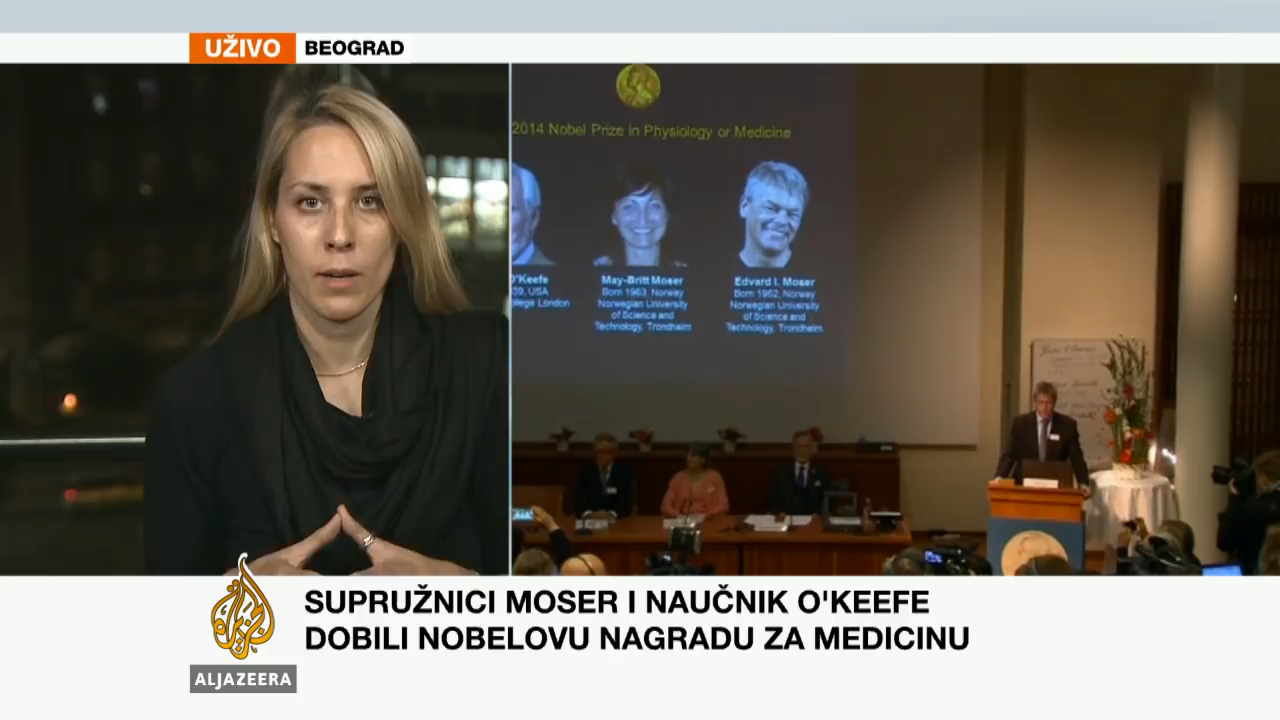 UŽIVO BEOGRAD
2014 Nobel Prize in Physiology or Medicine
O'Keefe
39, USA
College London
May-Britt Moser
Born 1963, Norway
Norwegian University
of Science and
Technology, Trondheim
Edvard I. Moser
Born 1962, Norway
Norwegian University
of Science and
Technology, Trondheim
SUPRUŽNICI MOSER I NAUČNIK O'KEEFE
DOBILI NOBELOVU NAGRADU ZA MEDICINU
ALJAZEERA